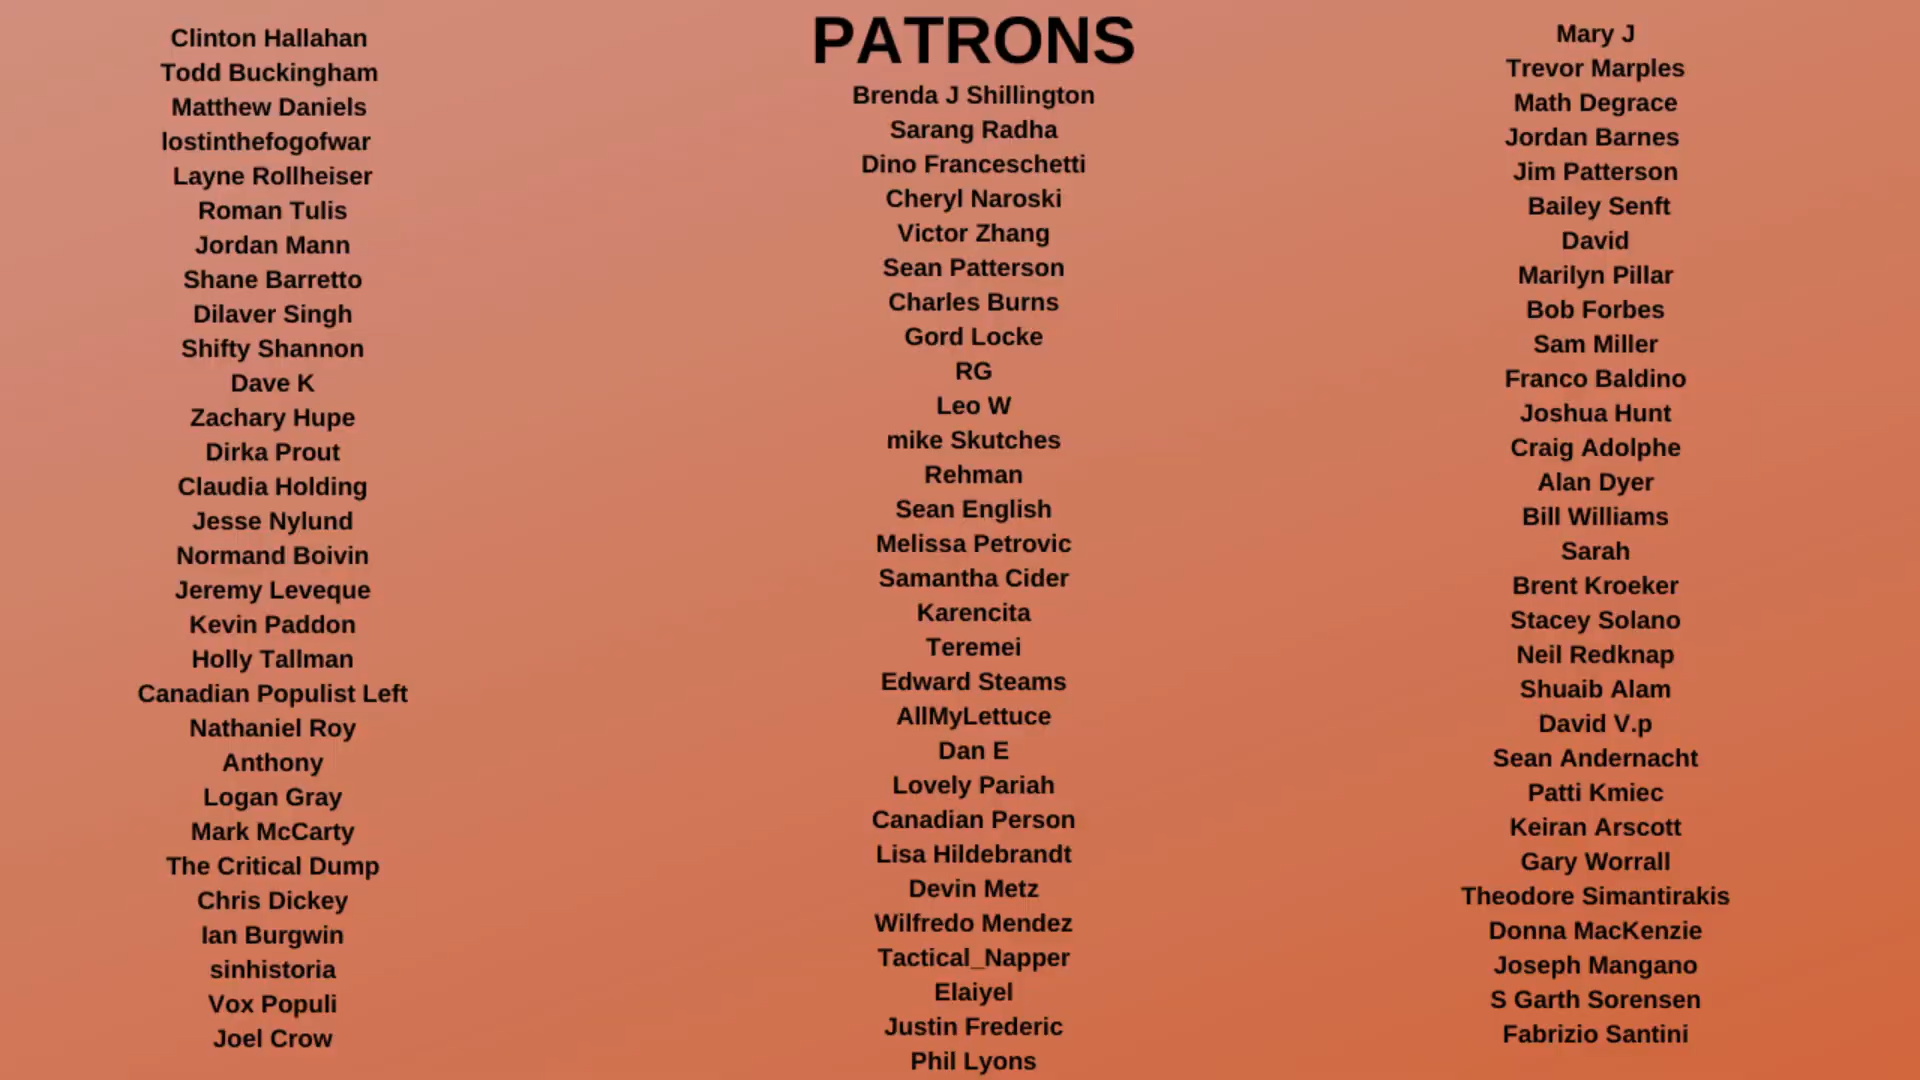 Clinton Hallahan
Todd Buckingham
Matthew Daniels
lostinthefogofwar
Layne Rollheiser
Roman Tulis
Jordan Mann
Shane Barretto
Dilaver Singh
Shifty Shannon
Dave K
Zachary Hupe
Dirka Prout
Claudia Holding
Jesse Nylund
Normand Boivin
Jeremy Leveque
Kevin Paddon
Holly Tallman
Canadian Populist Left
Nathaniel Roy
Anthony
Logan Gray
Mark McCarty
The Critical Dump
Chris Dickey
Ian Burgwin
sinhistoria
Vox Populi
Joel Crow
PATRONS
Brenda J Shillington
Sarang Radha
Dino Franceschetti
Cheryl Naroski
Victor Zhang
Sean Patterson
Charles Burns
Gord Locke
RG
Leo W
mike Skutches
Rehman
Sean English
Melissa Petrovic
Samantha Cider
Karencita
Teremei
Edward Steams
AllMyLettuce
Dan E
Lovely Pariah
Canadian Person
Lisa Hildebrandt
Devin Metz
Wilfredo Mendez
Tactical_Napper
Elaiyel
Justin Frederic
Phil Lyons
Mary J
Trevor Marples
Math Degrace
Jordan Barnes
Jim Patterson
Bailey Senft
David
Marilyn Pillar
Bob Forbes
Sam Miller
Franco Baldino
Joshua Hunt
Craig Adolphe
Alan Dyer
Bill Williams
Sarah
Brent Kroeker
Stacey Solano
Neil Redknap
Shuaib Alam
David V.p
Sean Andernacht
Patti Kmiec
Keiran Arscott
Gary Worrall
Theodore Simantirakis
Donna MacKenzie
Joseph Mangano
S Garth Sorensen
Fabrizio Santini